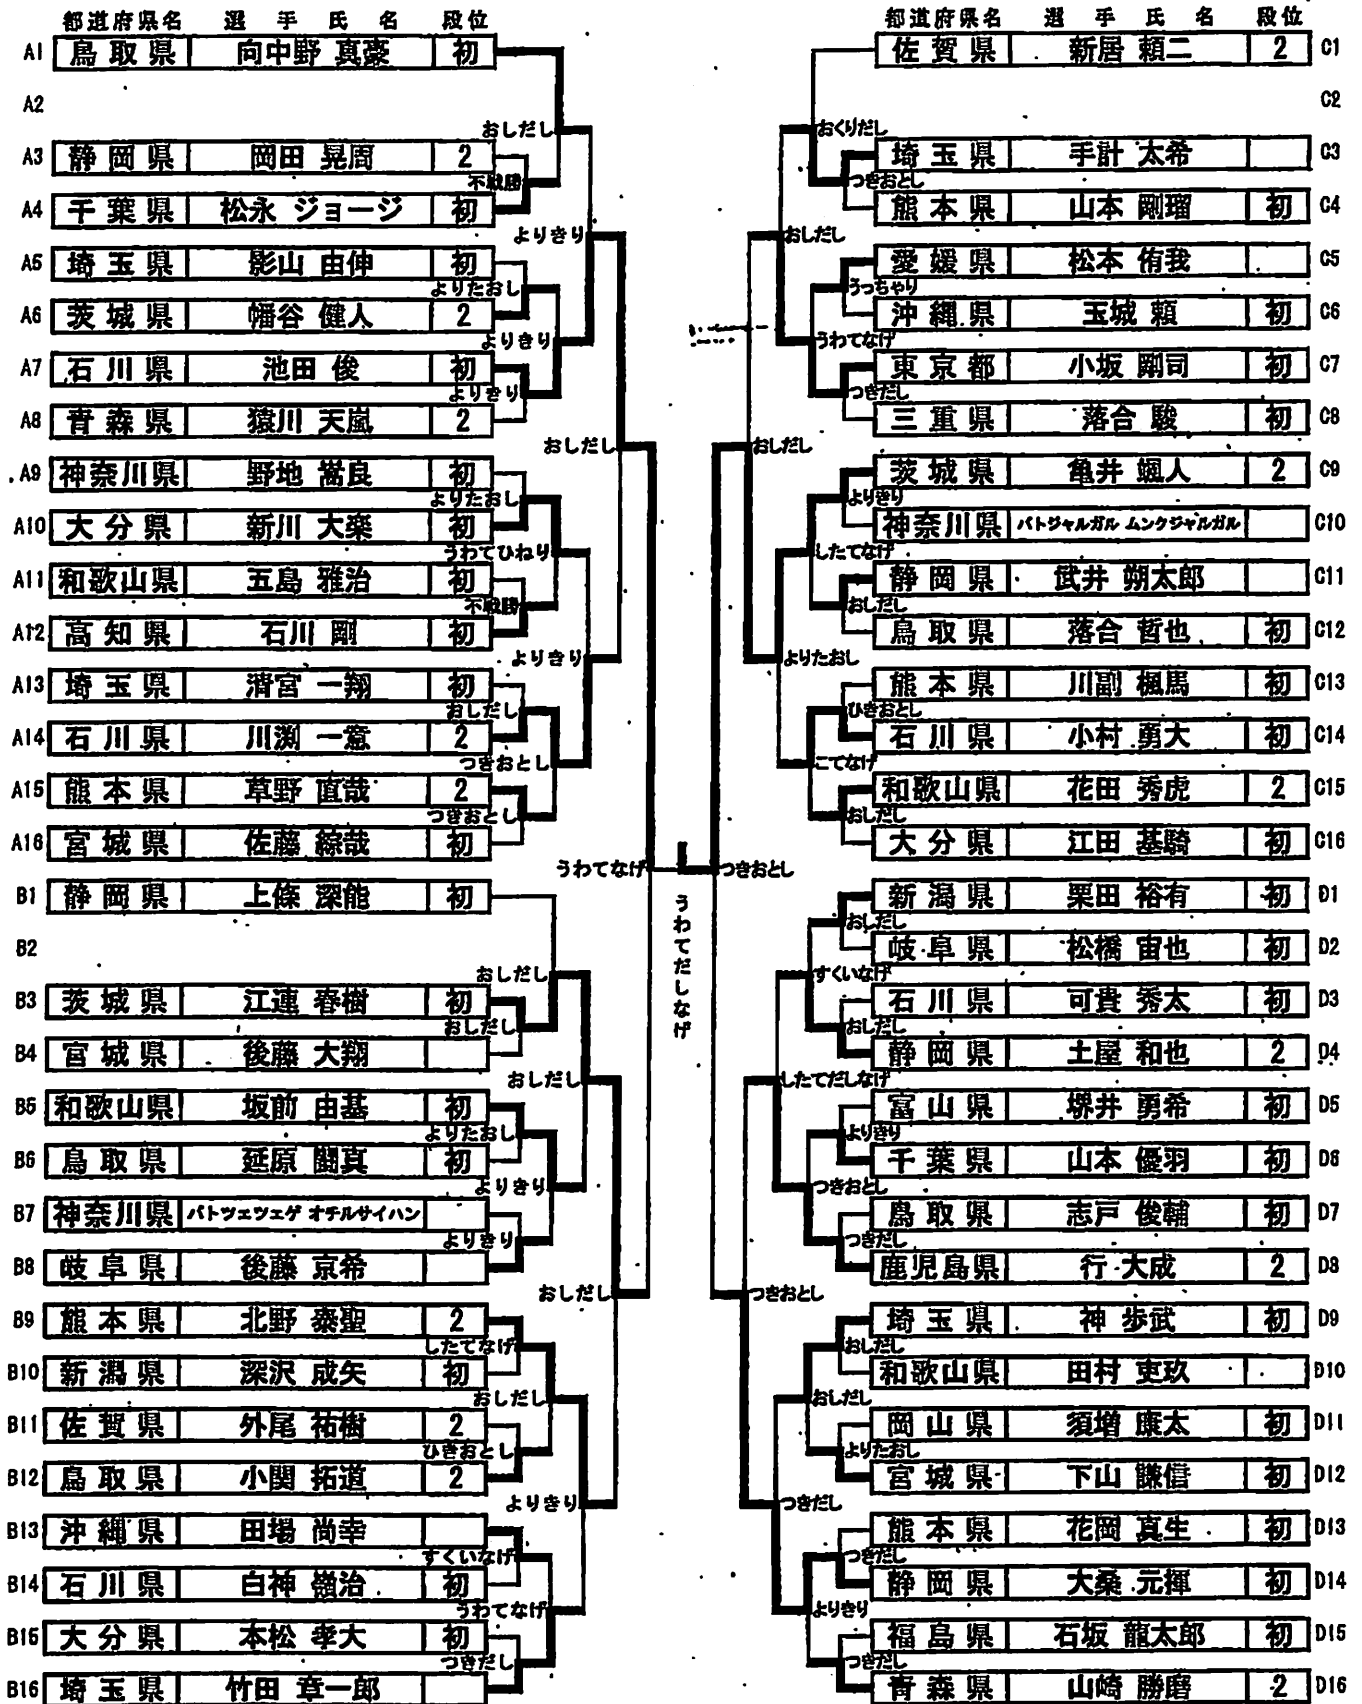 都道府県名 選手氏名 段位
A1 鳥取県 向中野 真豪 初
A2
おしだし
A3 静岡県 岡田 晃周 2
不戦勝
A4 千葉県 松永 ジョージ 初
よりきり
A5 埼玉県 影山 由伸 初
よりたおし
A6 茨城県 幡谷 健人 2
よりきり
A7 石川県 池田 俊 初
よりきり
A8 青森県 猿川 天嵐 2
おしだし
A9 神奈川県 野地 嵩良 初
よりたおし
A10 大分県 新川 大楽 初
うわてひねり
A11 和歌山県 五島 雅治 初
不戦勝
A12 高知県 石川 剛 初
よりきり
A13 埼玉県 濟宮 一翔 初
おしだし
A14 石川県 川渕 一意 2
つきおとし
A15 熊本県 草野 直哉 2
つきおとし
A16 宮城県 佐藤 綜哉 初
うわてなげ
B1 静岡県 上條 深能 初
B2
おしだし
B3 茨城県 江連 春樹 初
おしだし
B4 宮城県 後藤 大翔
おしだし
B5 和歌山県 坂前 由基 初
よりたおし
B6 鳥取県 延原 闘真 初
よりきり
B7 神奈川県 バトツェツェゲ オチルサイハン
よりきり
B8 岐阜県 後藤 京希
おしだし
B9 熊本県 北野 泰聖 2
したてなげ
B10 新潟県 深沢 成矢 初
おしだし
B11 佐賀県 外尾 祐樹 2
ひきおとし
B12 鳥取県 小関 拓道 2
よりきり
B13 沖縄県 田場 尚幸
すくいなげ
B14 石川県 白神 嶺治 初
うわてなげ
B15 大分県 本松 孝大 初
つきだし
B16 埼玉県 竹田 章一郎
うわてだしなげ
都道府県名 選手氏名 段位
佐賀県 新居 頼二 2 C1
C2
おくりだし
埼玉県 手計 太希 C3
つきおとし
熊本県 山本 剛瑠 初 C4
おしだし
愛媛県 松本 侑我 C5
うっちゃり
沖縄県 玉城 頼 初 C6
うわてなげ
東京都 小坂 剛司 初 C7
つきだし
三重県 落合 駿 初 C8
おしだし
茨城県 亀井 颯人 2 C9
よりきり
神奈川県 バトジャルガル ムンクジャルガル C10
したてなげ
静岡県 武井 朔太郎 C11
おしだし
鳥取県 落合 哲也 初 C12
よりたおし
熊本県 川副 楓馬 初 C13
ひきおとし
石川県 小村 勇大 初 C14
こてなげ
和歌山県 花田 秀虎 2 C15
おしだし
大分県 江田 基騎 初 C16
つきおとし
新潟県 栗田 裕有 初 D1
おしだし
岐阜県 松橋 宙也 初 D2
すくいなげ
石川県 可貴 秀太 初 D3
おしだし
静岡県 土屋 和也 2 D4
したてだしなげ
富山県 堺井 勇希 初 D5
よりきり
千葉県 山本 優羽 初 D6
つきおとし
鳥取県 志戸 俊輔 初 D7
つきだし
鹿児島県 行 大成 2 D8
つきおとし
埼玉県 神 歩武 初 D9
おしだし
和歌山県 田村 吏玖 D10
おしだし
岡山県 須増 康太 初 D11
よりたおし
宮城県 下山 謙信 初 D12
つきだし
熊本県 花岡 真生 初 D13
つきだし
静岡県 大桑 元揮 初 D14
よりきり
福島県 石坂 龍太郎 初 D15
つきだし
青森県 山崎 勝磨 2 D16